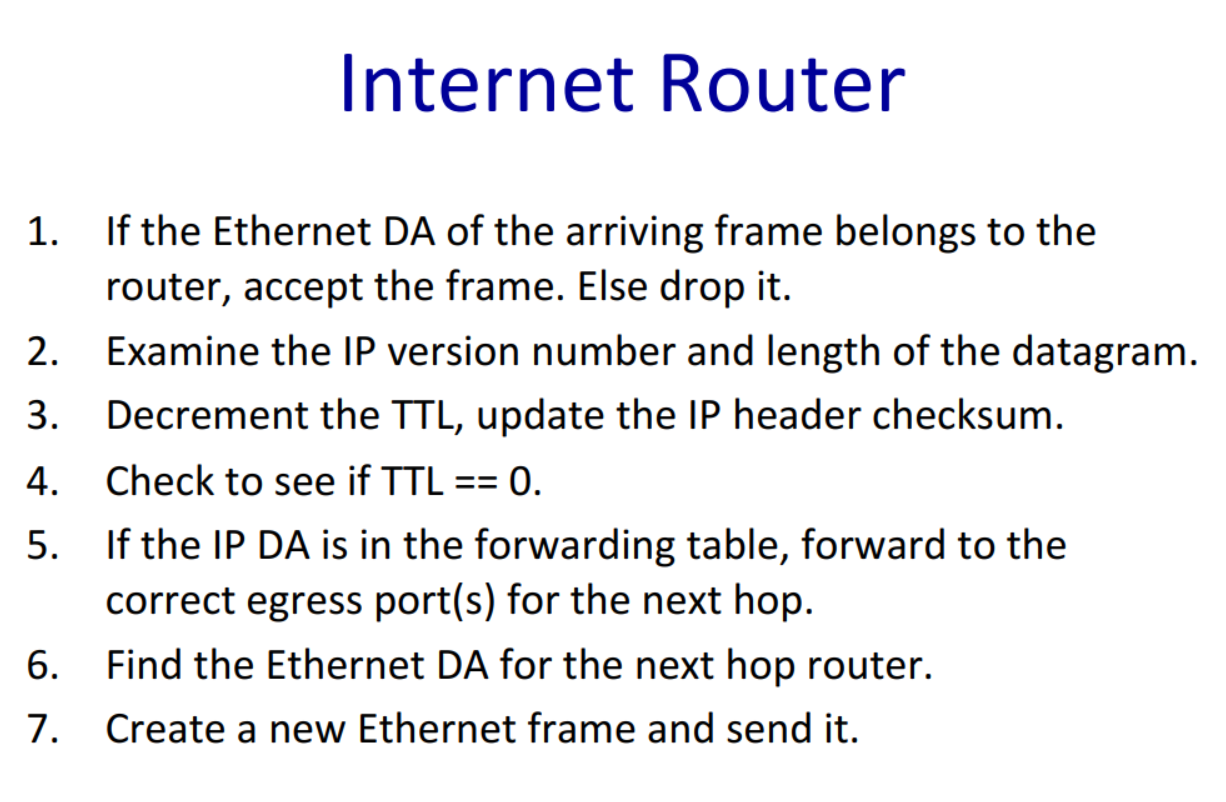 Internet Router
1. If the Ethernet DA of the arriving frame belongs to the
router, accept the frame. Else drop it.
2. Examine the IP version number and length of the datagram.
3. Decrement the TTL, update the IP header checksum.
4. Check to see if TTL == 0.
5. If the IP DA is in the forwarding table, forward to the
correct egress port(s) for the next hop.
6. Find the Ethernet DA for the next hop router.
7. Create a new Ethernet frame and send it.